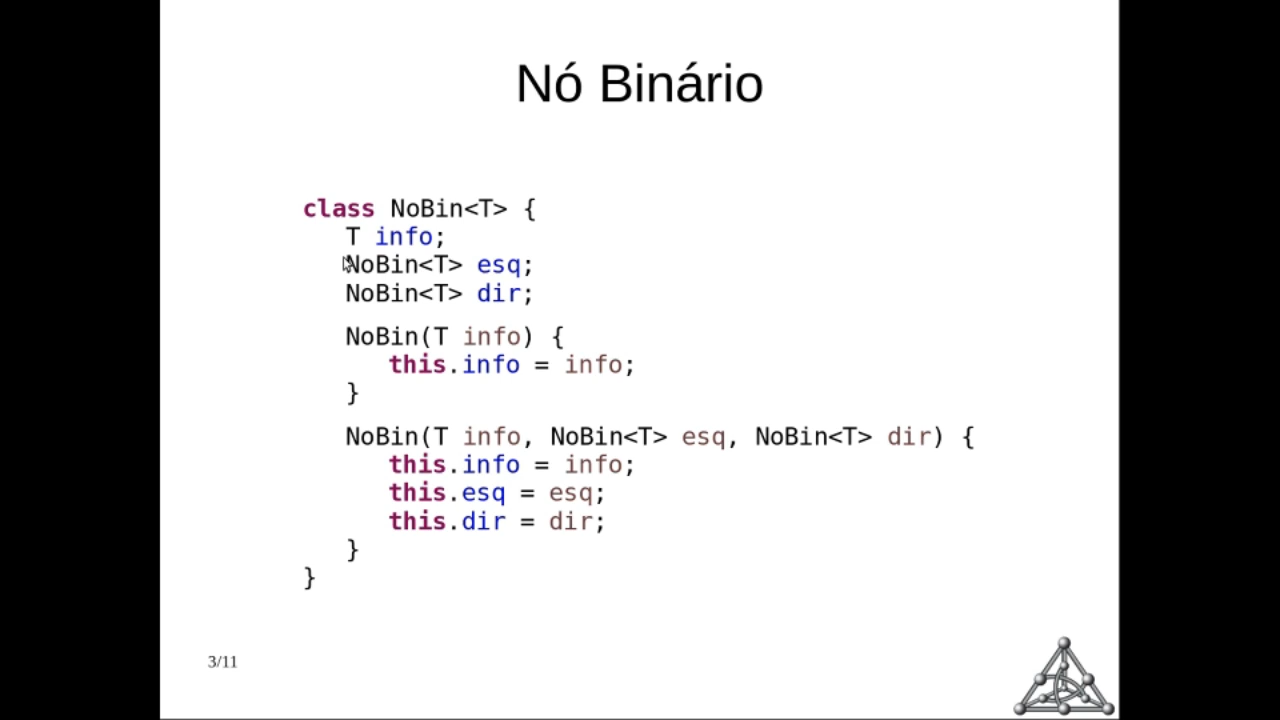 Nó Binário
class NoBin<T> {
T info;
NoBin<T> esq;
NoBin<T> dir;
NoBin(T info) {
this.info = info;
}
NoBin(T info, NoBin<T> esq, NoBin<T> dir) {
this.info = info;
this.esq = esq;
this.dir = dir;
}
}
3/11